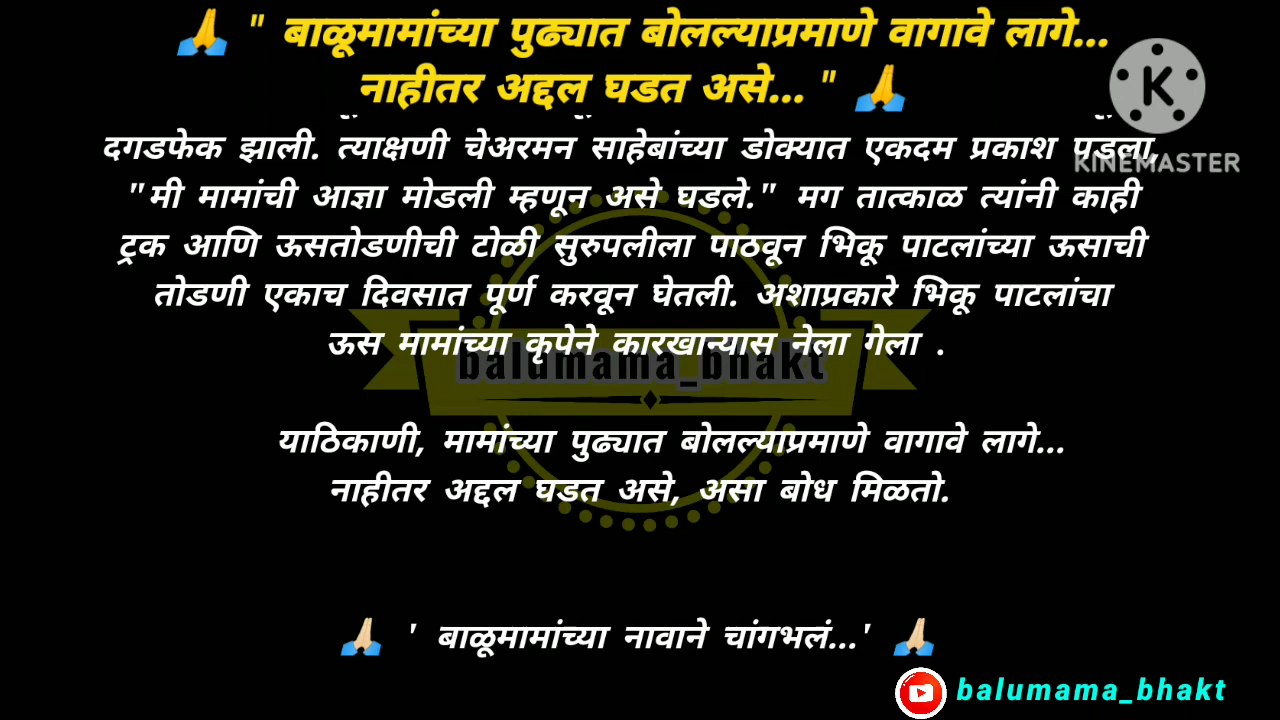 🙏 " बाळूमामांच्या पुढ्यात बोलल्याप्रमाणे वागावे लागे...
नाहीतर अद्दल घडत असे... " 🙏
दगडफेक झाली. त्याक्षणी चेअरमन साहेबांच्या डोक्यात एकदम प्रकाश पडला,
KINEMASTER
"मी मामांची आज्ञा मोडली म्हणून असे घडले." मग तात्काळ त्यांनी काही
ट्रक आणि ऊसतोडणीची टोळी सुरुपलीला पाठवून भिकू पाटलांच्या ऊसाची
तोडणी एकाच दिवसात पूर्ण करवून घेतली. अशाप्रकारे भिकू पाटलांचा
ऊस मामांच्या कृपेने कारखान्यास नेला गेला .
balumama_bhakt
याठिकाणी, मामांच्या पुढ्यात बोलल्याप्रमाणे वागावे लागे...
नाहीतर अद्दल घडत असे, असा बोध मिळतो.
🙏🏻 ' बाळूमामांच्या नावाने चांगभलं...' 🙏🏻
balumama_bhakt